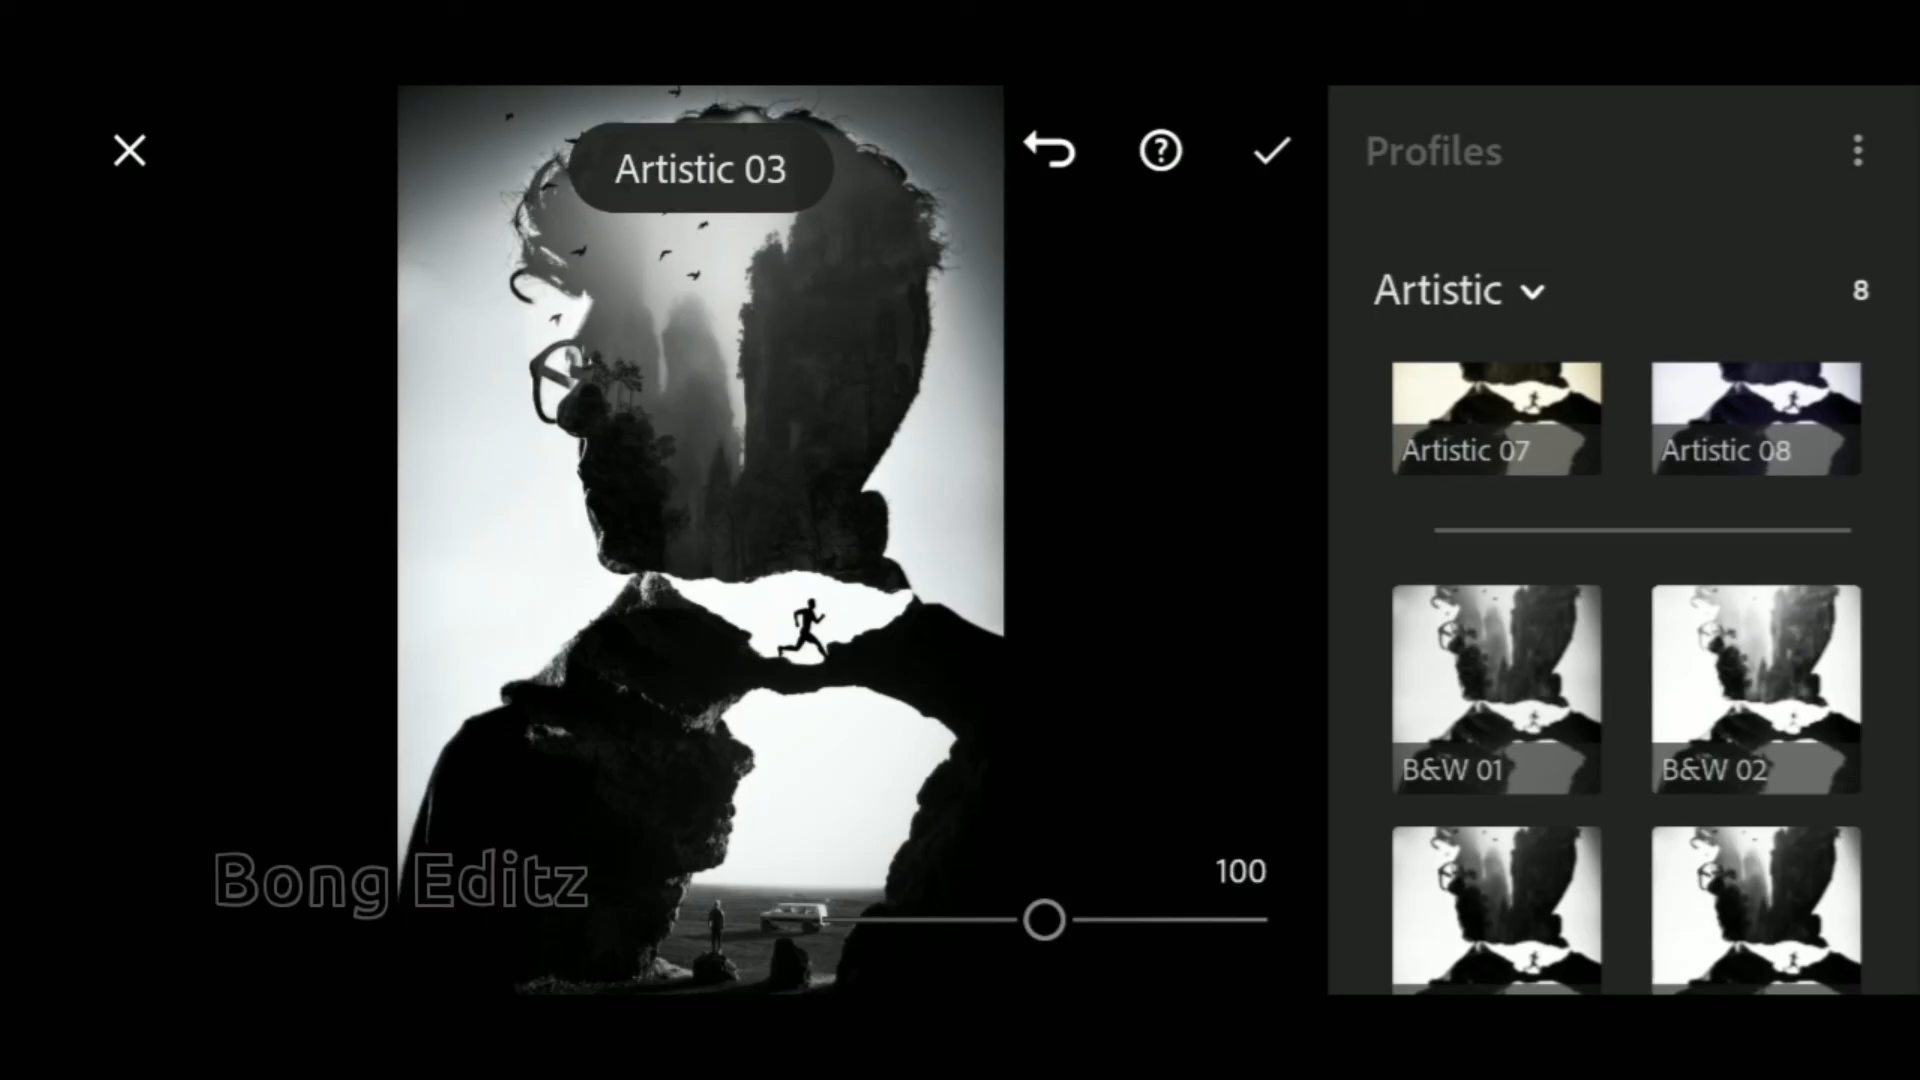 Artistic 03
Profiles
Artistic
8
Artistic 07
Artistic 08
B&W 01
B&W 02
100
Bong Editz